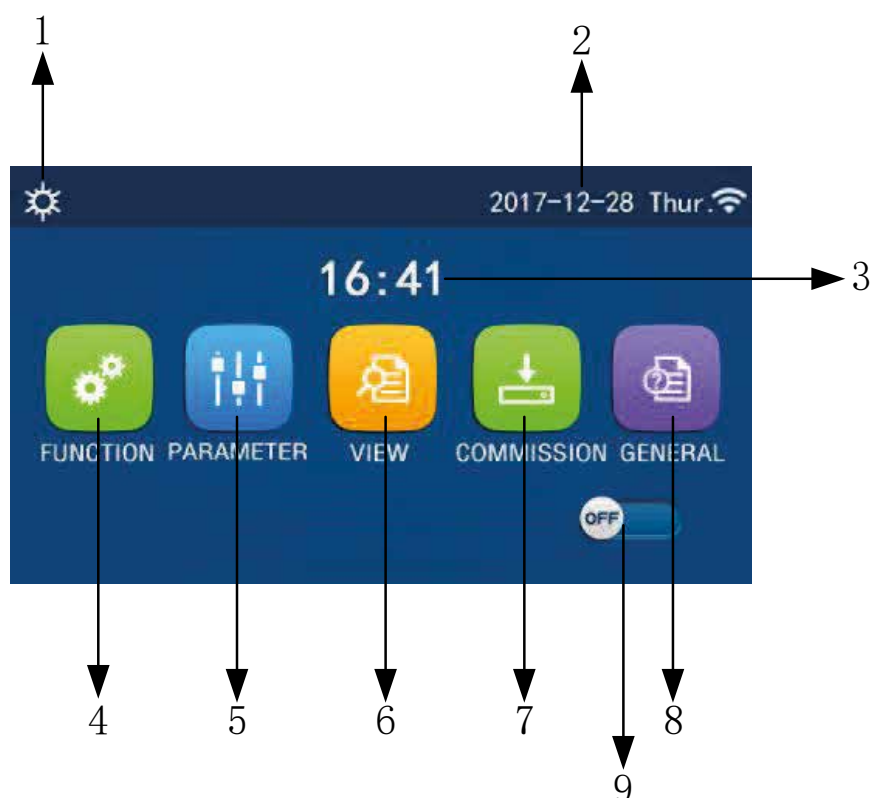 1 2
2017-12-28 Thur.
16:41 3
FUNCTION PARAMETER VIEW COMMISSION GENERAL
OFF
4 5 6 7 8
9